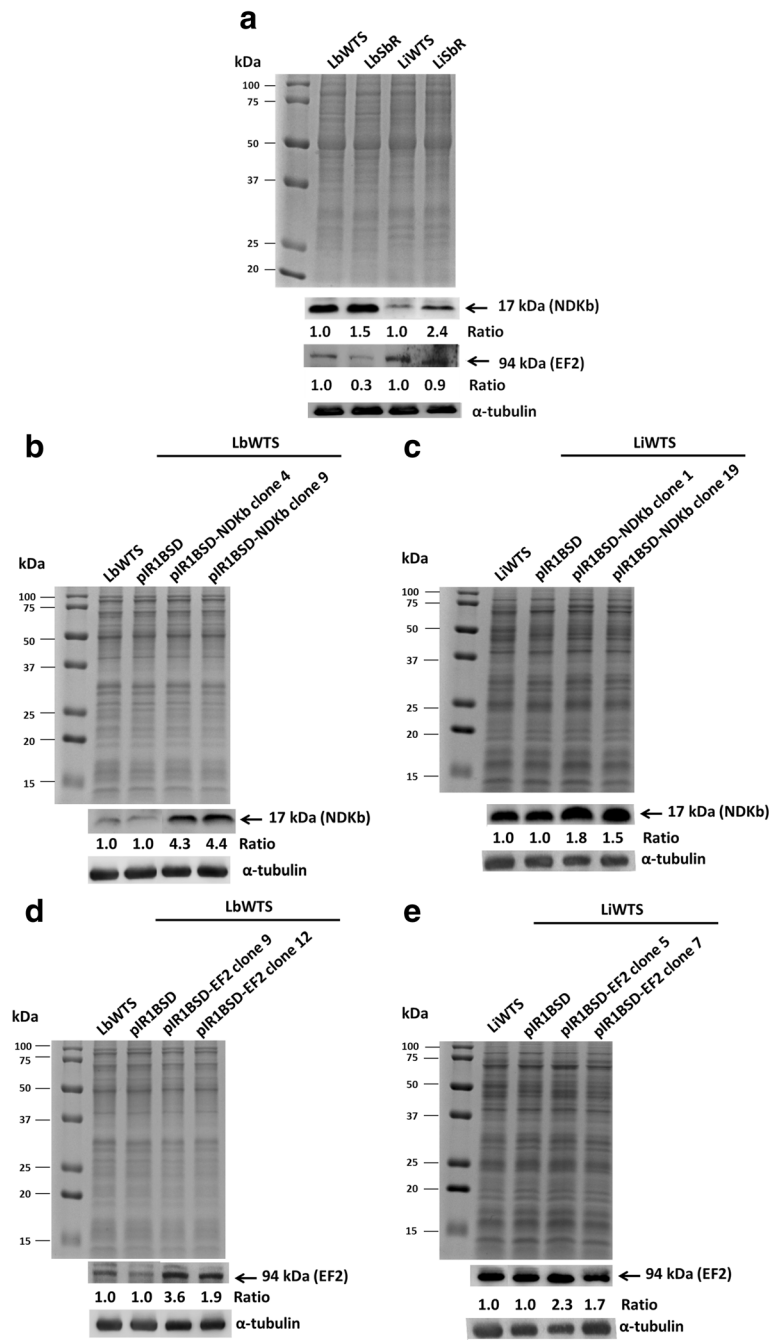 a
LbWTS LbSbR LiWTS LiSbR
kDa
100
75
50
37
25
20
17 kDa (NDKb)
1.0 1.5 1.0 2.4 Ratio
94 kDa (EF2)
1.0 0.3 1.0 0.9 Ratio
α-tubulin
b
LbWTS
LbWTS pIR1BSD pIR1BSD-NDKb clone 4 pIR1BSD-NDKb clone 9
kDa
100
75
50
37
25
20
15
17 kDa (NDKb)
1.0 1.0 4.3 4.4 Ratio
α-tubulin
c
LiWTS
LiWTS pIR1BSD pIR1BSD-NDKb clone 1 pIR1BSD-NDKb clone 19
kDa
100
75
50
37
25
20
15
17 kDa (NDKb)
1.0 1.0 1.8 1.5 Ratio
α-tubulin
d
LbWTS
LbWTS pIR1BSD pIR1BSD-EF2 clone 9 pIR1BSD-EF2 clone 12
kDa
100
75
50
37
25
20
15
94 kDa (EF2)
1.0 1.0 3.6 1.9 Ratio
α-tubulin
e
LiWTS
LiWTS pIR1BSD pIR1BSD-EF2 clone 5 pIR1BSD-EF2 clone 7
kDa
100
75
50
37
25
20
15
94 kDa (EF2)
1.0 1.0 2.3 1.7 Ratio
α-tubulin